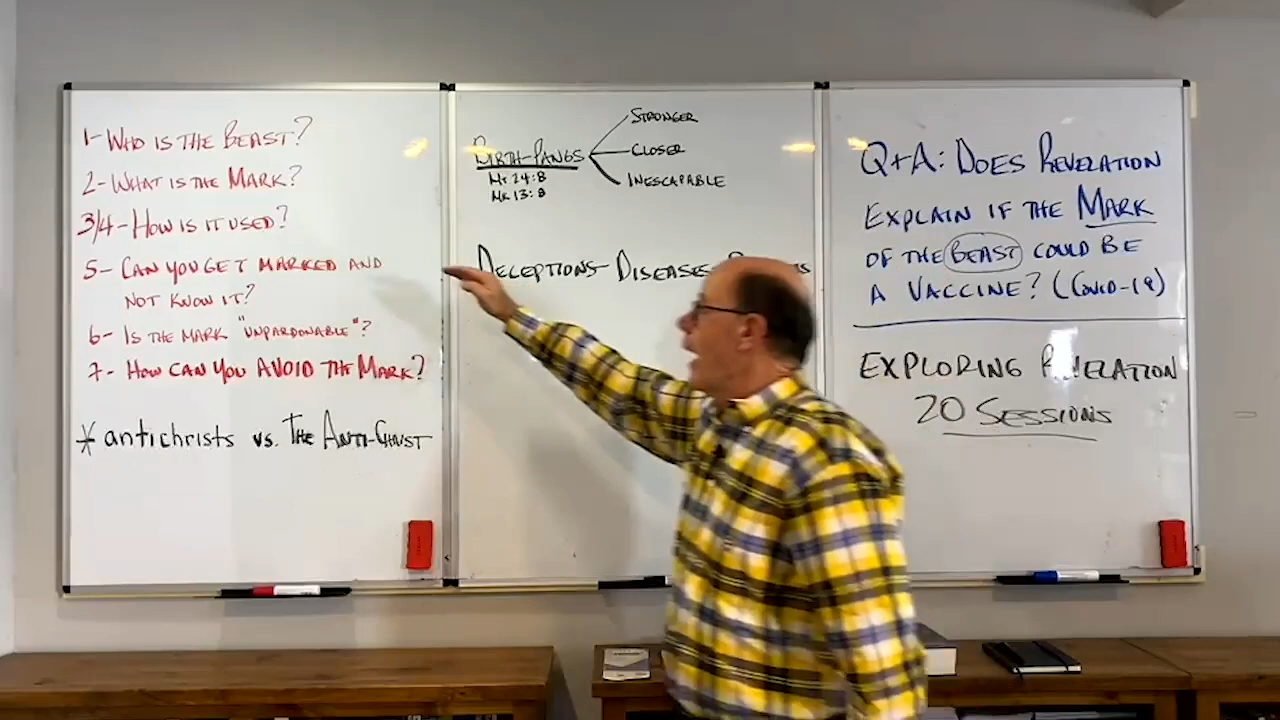 1- WHO IS THE BEAST?
2- WHAT IS THE MARK?
3/4- HOW IS IT USED?
5- CAN YOU GET MARKED AND
NOT KNOW IT?
6- IS THE MARK "UNPARDONABLE"?
7- HOW CAN YOU AVOID THE MARK?
* antichrists vs. THE ANTI-CHRIST
STRONGER
BIRTH-PANGS
CLOSER
MT 24:8
INESCAPABLE
MK 13:8
DECEPTIONS- DISEASES-
Q+A: DOES REVELATION
EXPLAIN IF THE MARK
OF THE BEAST COULD BE
A VACCINE? (COVID-19)
EXPLORING REVELATION
20 SESSIONS